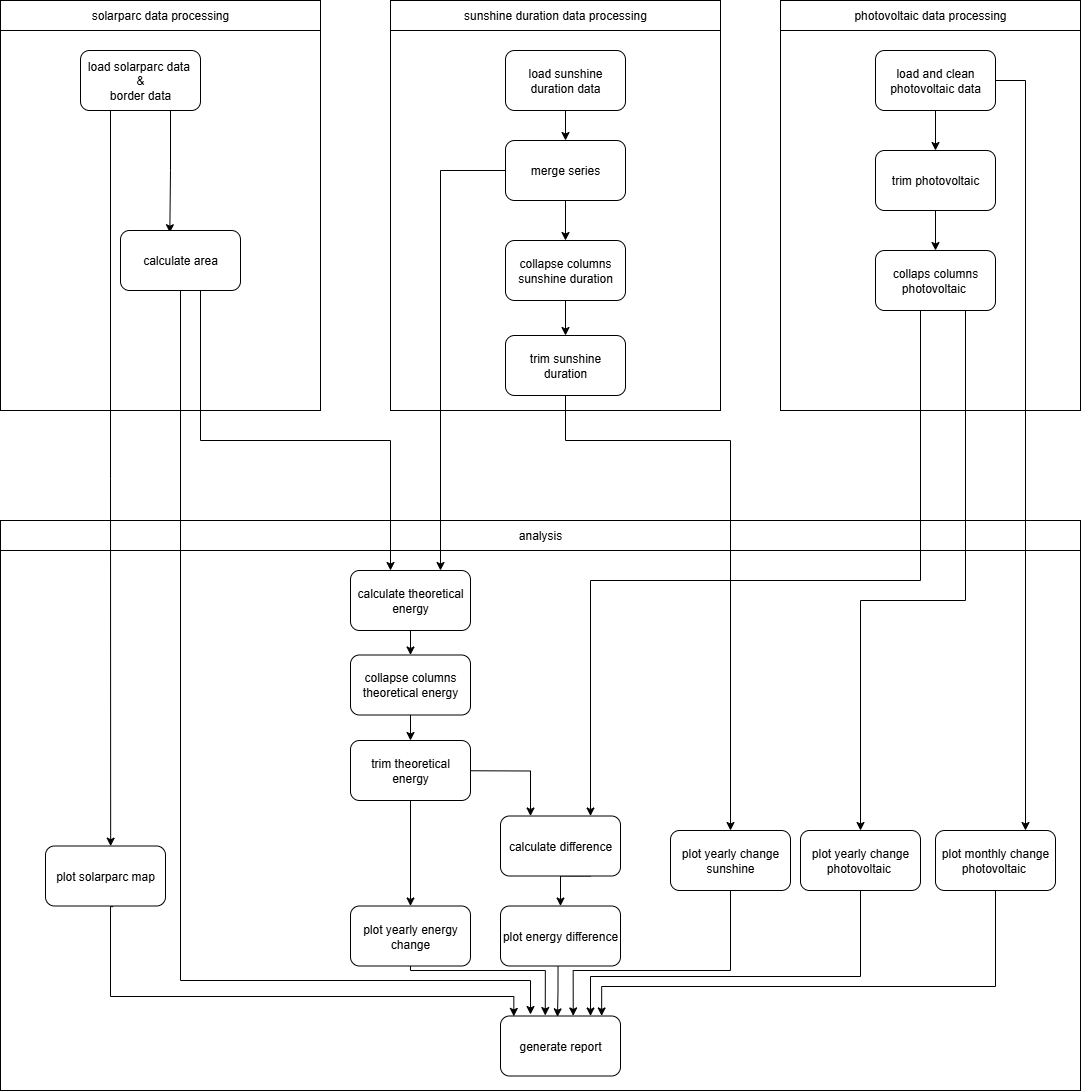 solarparc data processing
sunshine duration data processing
photovoltaic data processing
load solarparc data
&
border data
calculate area
load sunshine
duration data
merge series
collapse columns
sunshine duration
trim sunshine
duration
load and clean
photovoltaic data
trim photovoltaic
collaps columns
photovoltaic
analysis
calculate theoretical
energy
collapse columns
theoretical energy
trim theoretical
energy
calculate difference
plot solarparc map
plot yearly energy
change
plot energy difference
plot yearly change
sunshine
plot yearly change
photovoltaic
plot monthly change
photovoltaic
generate report